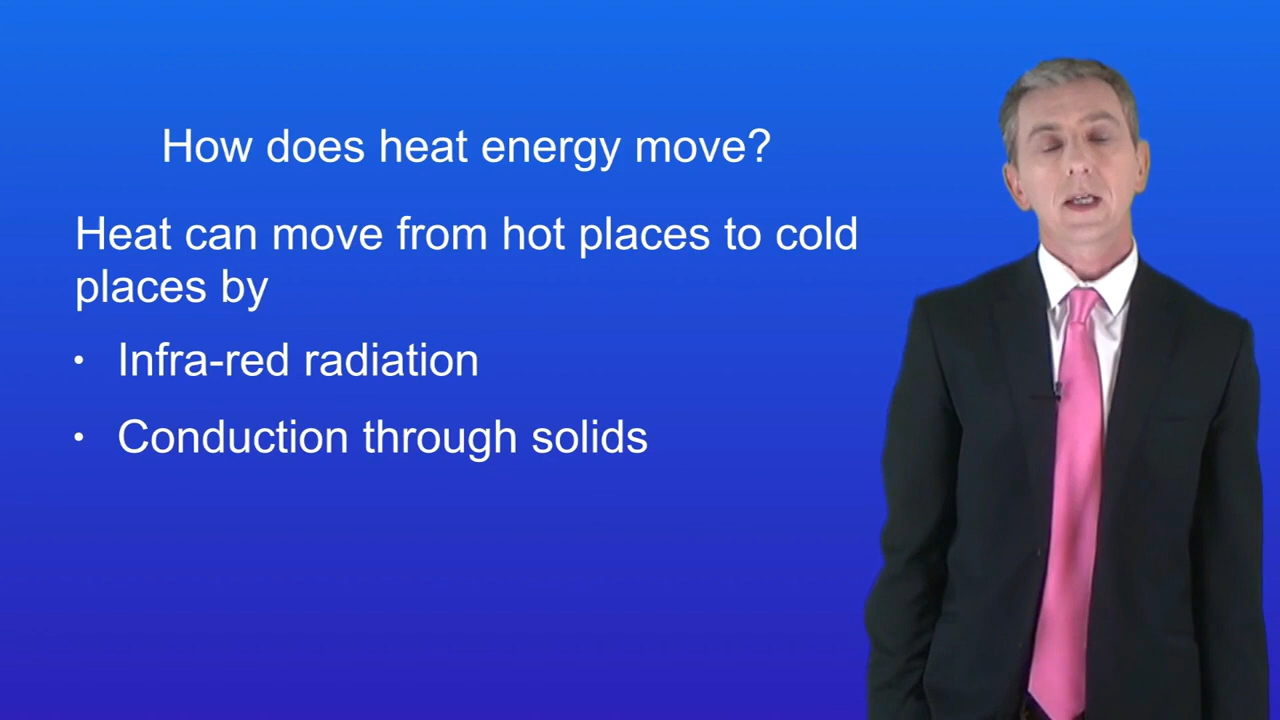 How does heat energy move?
Heat can move from hot places to cold
places by
• Infra-red radiation
• Conduction through solids